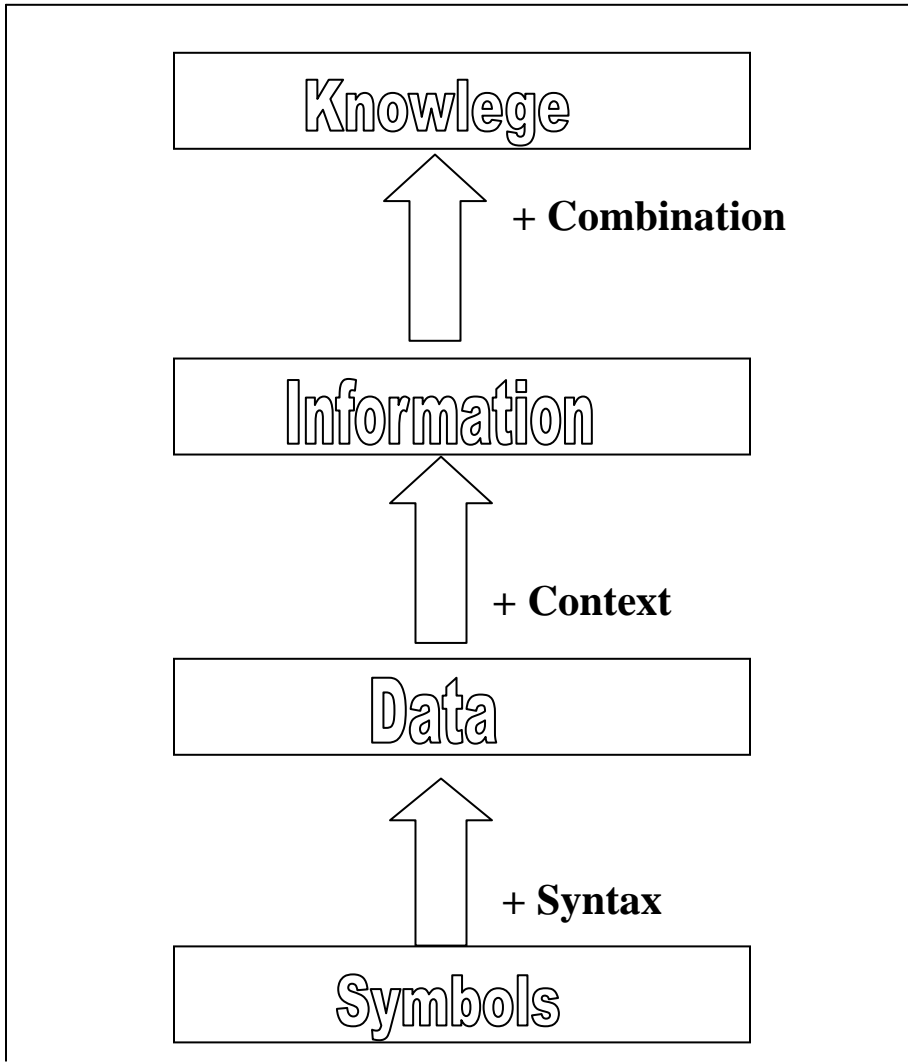 Knowlege
+ Combination
Information
+ Context
Data
+ Syntax
Symbols